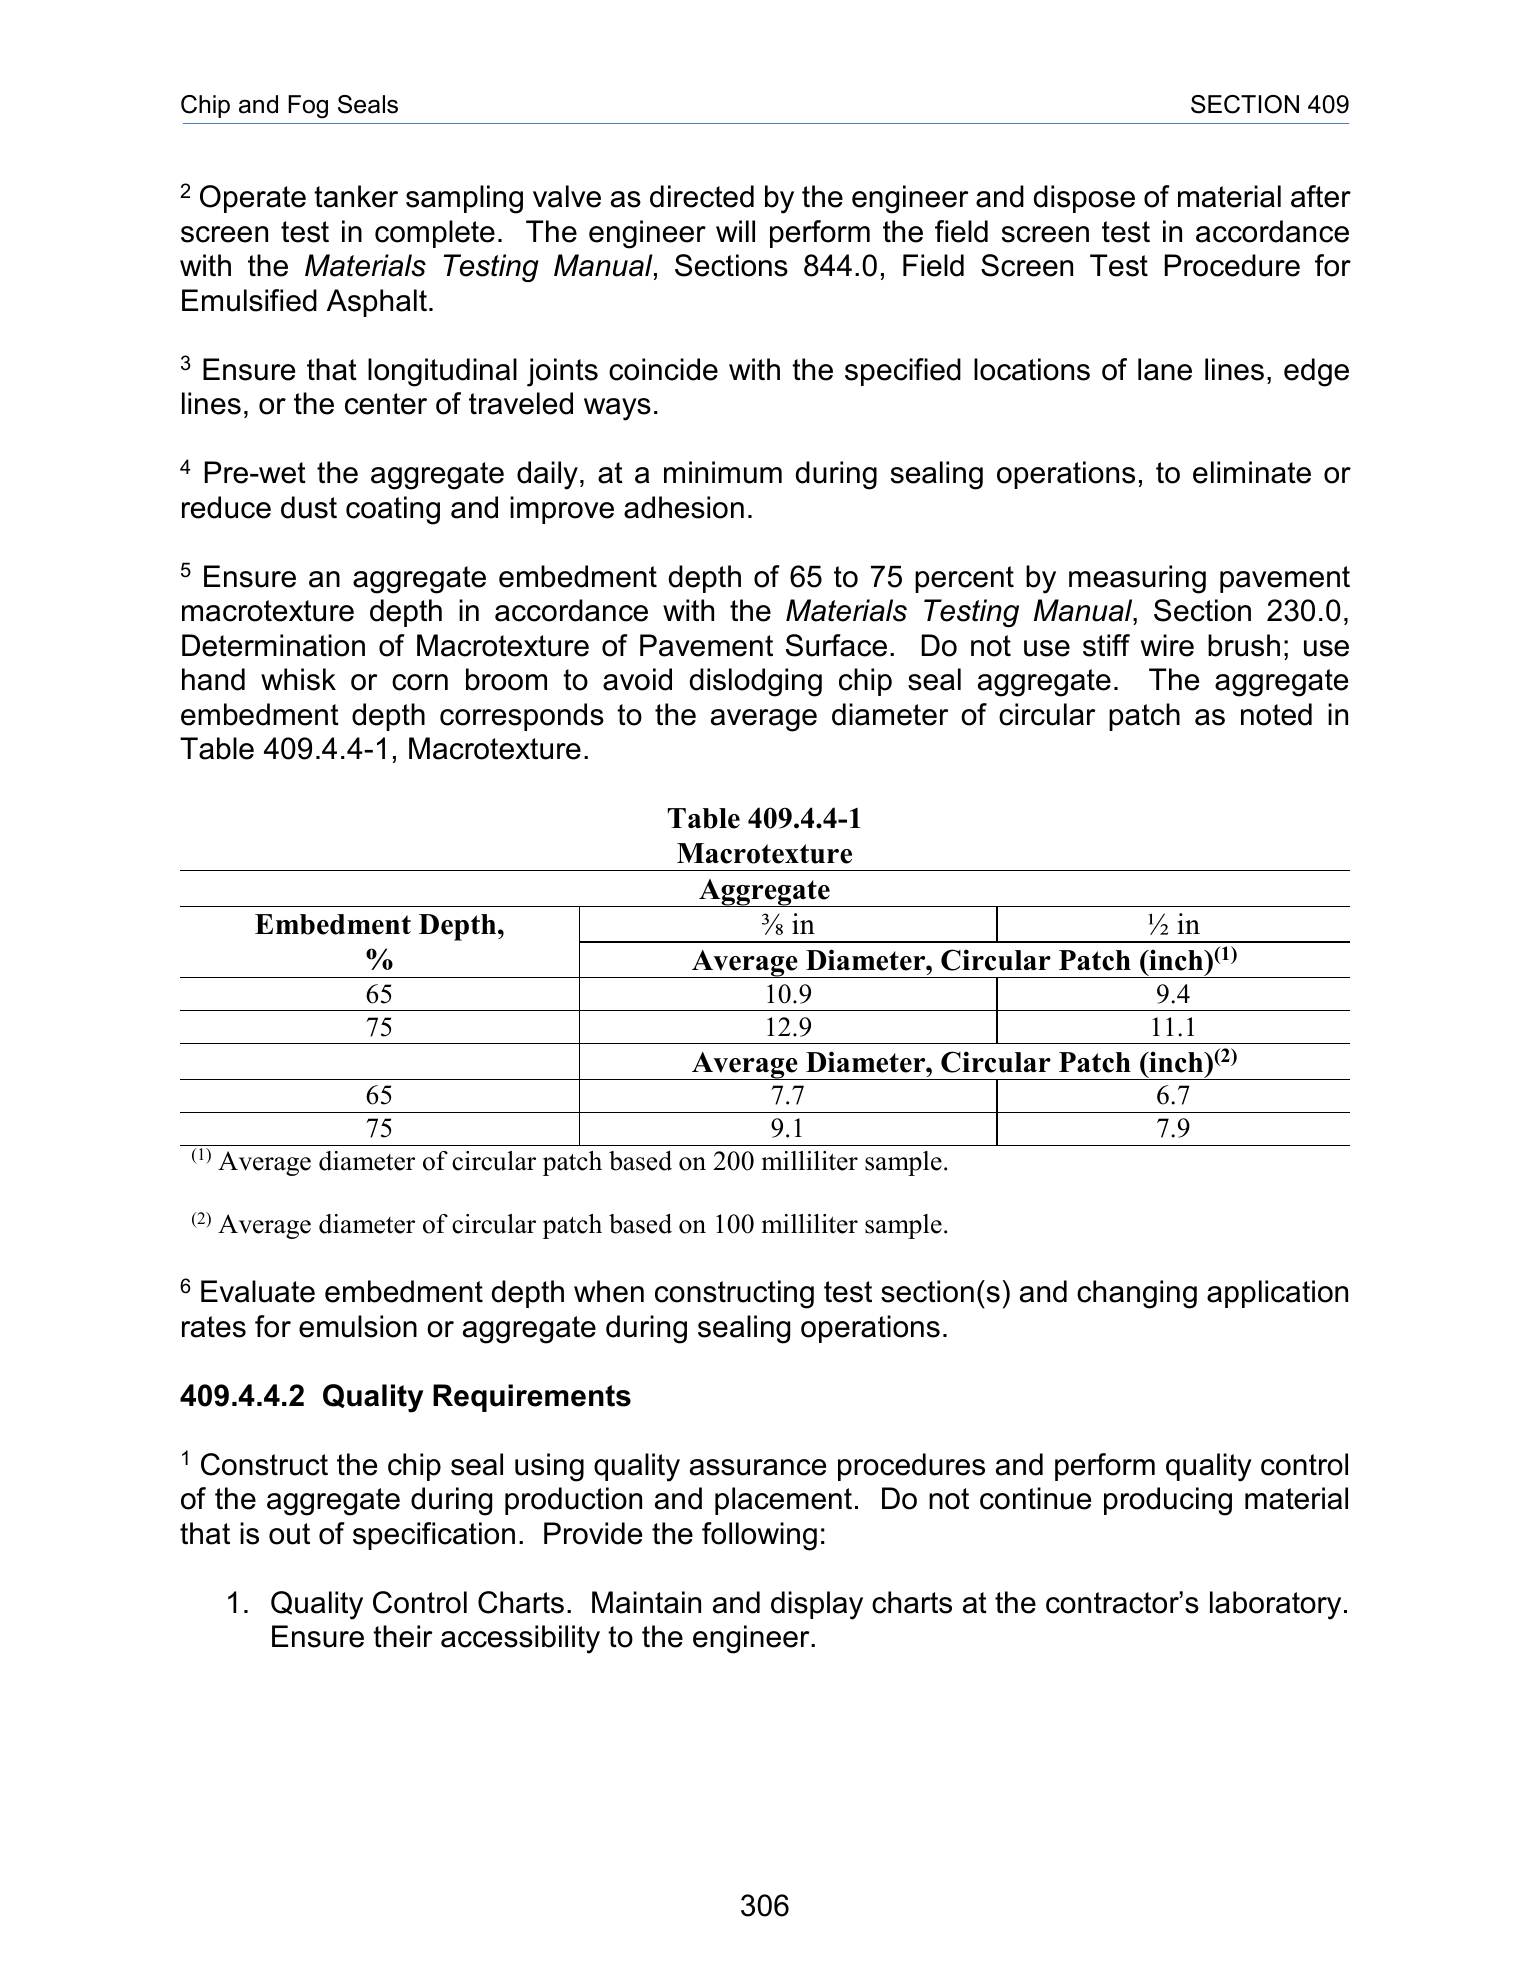 Chip and Fog Seals SECTION 409
² Operate tanker sampling valve as directed by the engineer and dispose of material after
screen test in complete.  The engineer will perform the field screen test in accordance
with the Materials Testing Manual, Sections 844.0, Field Screen Test Procedure for
Emulsified Asphalt.
³ Ensure that longitudinal joints coincide with the specified locations of lane lines, edge
lines, or the center of traveled ways.
⁴ Pre-wet the aggregate daily, at a minimum during sealing operations, to eliminate or
reduce dust coating and improve adhesion.
⁵ Ensure an aggregate embedment depth of 65 to 75 percent by measuring pavement
macrotexture depth in accordance with the Materials Testing Manual, Section 230.0,
Determination of Macrotexture of Pavement Surface.  Do not use stiff wire brush; use
hand whisk or corn broom to avoid dislodging chip seal aggregate.  The aggregate
embedment depth corresponds to the average diameter of circular patch as noted in
Table 409.4.4-1, Macrotexture.
Table 409.4.4-1
Macrotexture
Aggregate
Embedment Depth, ⅜ in ½ in
% Average Diameter, Circular Patch (inch)⁽¹⁾
65 10.9 9.4
75 12.9 11.1
Average Diameter, Circular Patch (inch)⁽²⁾
65 7.7 6.7
75 9.1 7.9
⁽¹⁾ Average diameter of circular patch based on 200 milliliter sample.
⁽²⁾ Average diameter of circular patch based on 100 milliliter sample.
⁶ Evaluate embedment depth when constructing test section(s) and changing application
rates for emulsion or aggregate during sealing operations.
409.4.4.2  Quality Requirements
¹ Construct the chip seal using quality assurance procedures and perform quality control
of the aggregate during production and placement.  Do not continue producing material
that is out of specification.  Provide the following:
1. Quality Control Charts.  Maintain and display charts at the contractor’s laboratory.
Ensure their accessibility to the engineer.
306